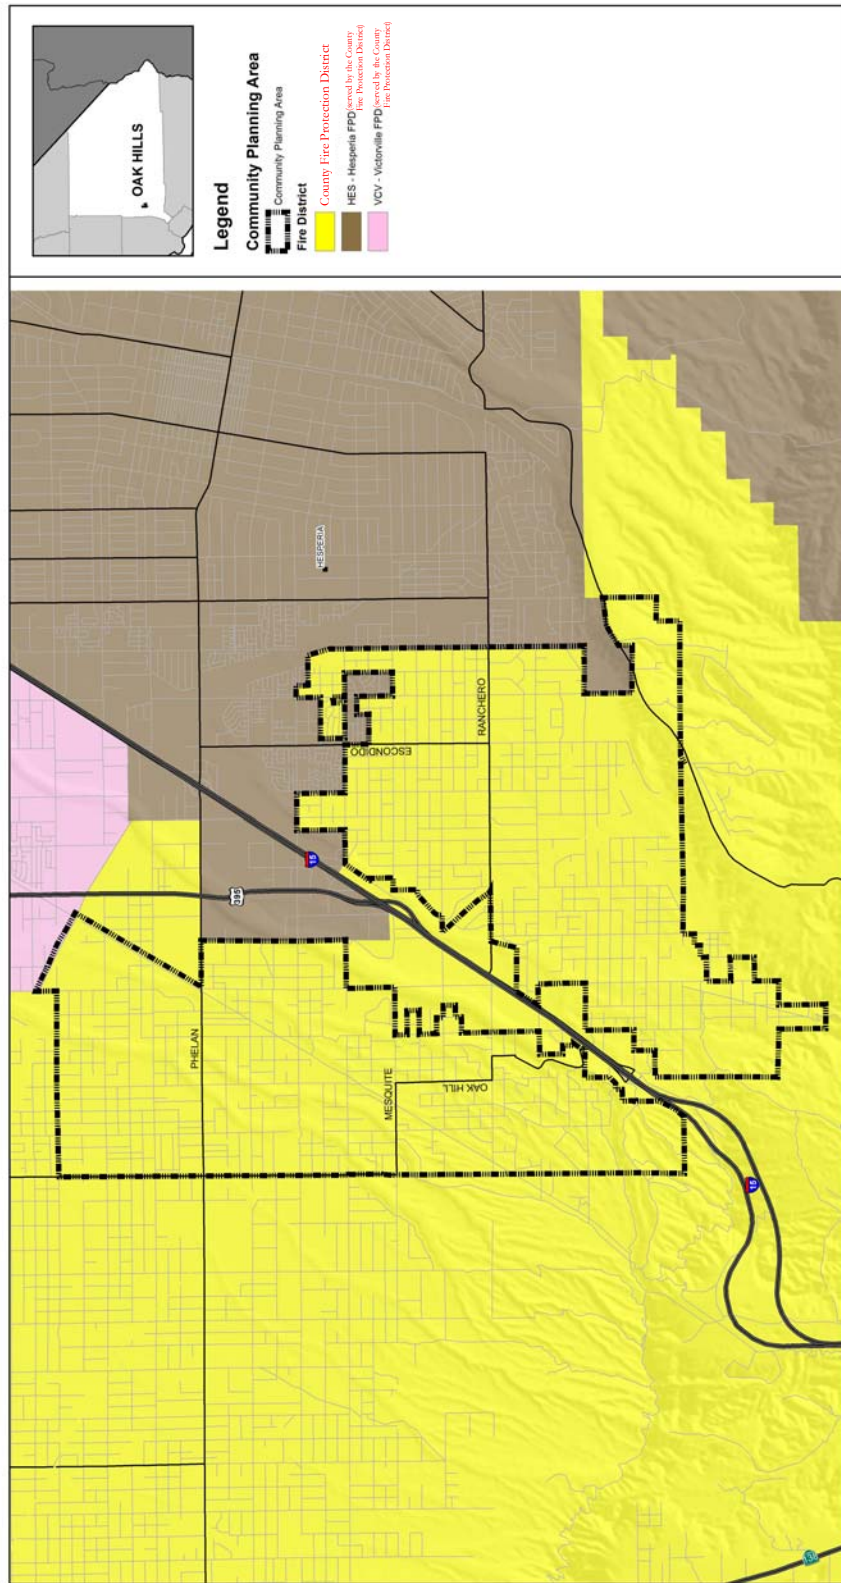 OAK HILLS
Legend
Community Planning Area
Community Planning Area
Fire District
County Fire Protection District
HES - Hesperia FPD (served by the County
Fire Protection District)
VCV - Victorville FPD (served by the County
Fire Protection District)
HESPERIA
RANCHERO
ESCONDIDO
15
395
PHELAN
MESQUITE
OAK HILL
15